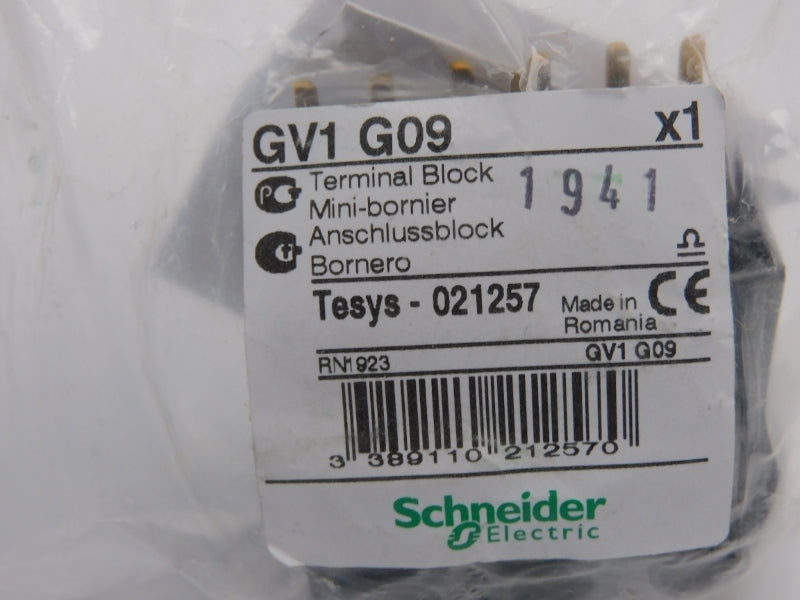 GV1 G09 x1
Terminal Block
Mini-bornier
Anschlussblock
Bornero
1941
Tesys - 021257
Made in
Romania
CE
RN1923 GV1 G09
3 389110 212570
Schneider
Electric